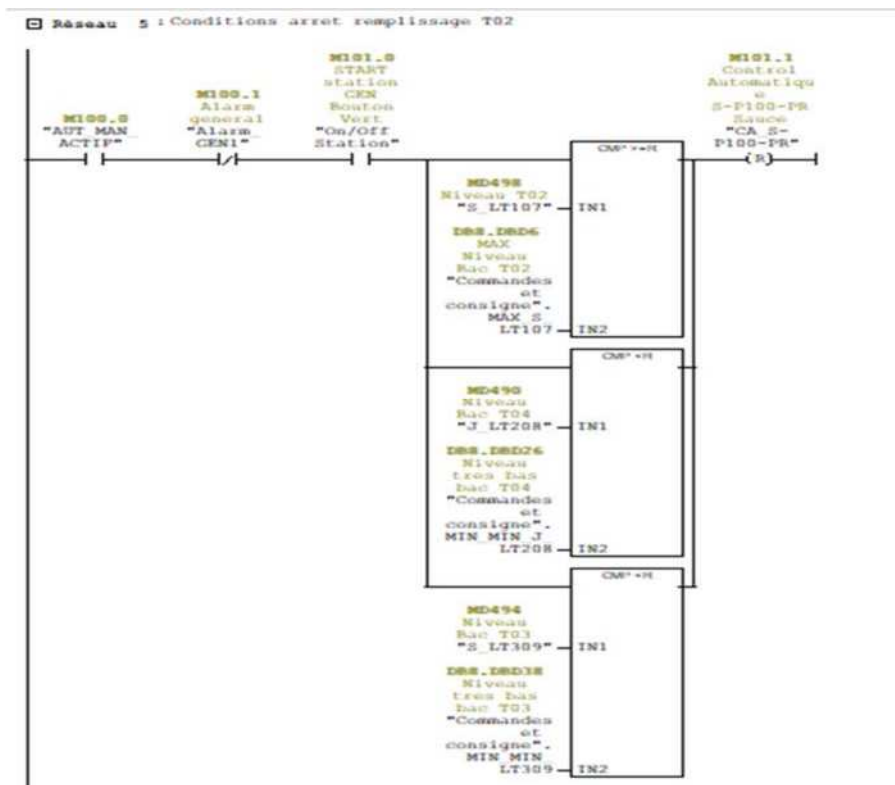 Réseau 5 : Conditions arret remplissage T02
M101.0
START
station
CEN
Bouton
Vert
"On/Off
Station"
M101.1
Control
Automatiqu
e
S-P100-PR
Sauce
"CA_S-
P100-PR"
M100.1
Alarm
general
"Alarm_
GEN1"
M100.0
"AUT_MAN_
ACTIF"
(R)
CMP >=R
MD498
Niveau T02
"S_LT107"
IN1
DB8.DBD6
MAX
Niveau
Bac T02
"Commandes
et
consigne".
MAX_S_
LT107
IN2
MD490
Niveau
Bac T04
"J_LT208"
IN1
DB8.DBD26
Niveau
tres bas
bac T04
"Commandes
et
consigne".
MIN_MIN_J_
LT208
IN2
MD494
Niveau
Bac T03
"S_LT309"
IN1
DB8.DBD38
Niveau
tres bas
bac T03
"Commandes
et
consigne".
MIN_MIN_
LT309
IN2